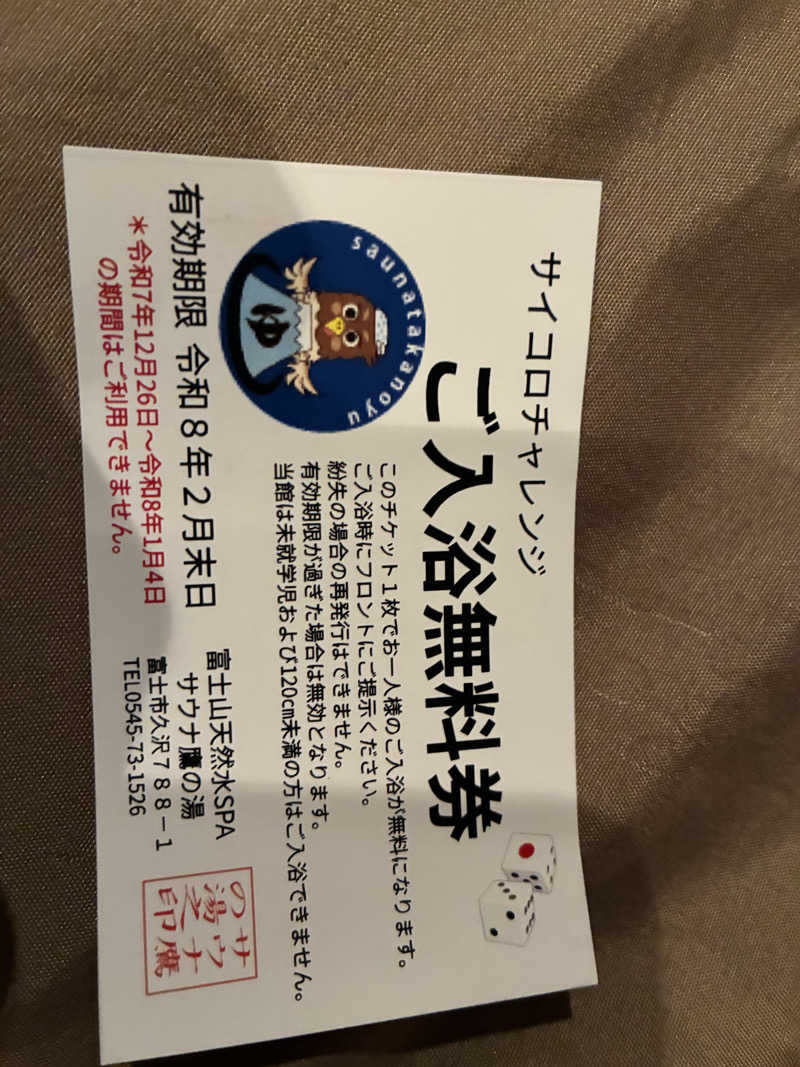 サイコロチャレンジ
ご入浴無料券
saunatakanoyu
ゆ
このチケット1枚でお一人様のご入浴が無料になります。
ご入浴時にフロントにご提示ください。
紛失の場合の再発行はできません。
有効期限が過ぎた場合は無効となります。
当館は未就学児および120cm未満の方はご入浴できません。
有効期限 令和8年2月末日
＊令和7年12月26日～令和8年1月4日
の期間はご利用できません。
富士山天然水SPA
サウナ鷹の湯
富士市久沢788－1
TEL0545-73-1526
サウナ鷹
の湯之印